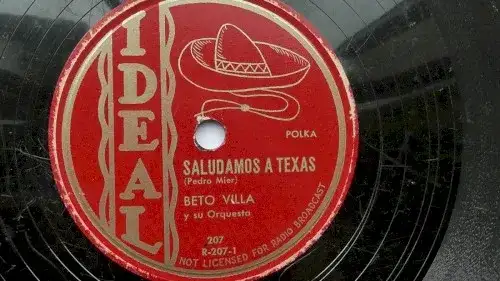 IDEAL
POLKA
SALUDAMOS A TEXAS
(Pedro Mier)
BETO VILLA
y su Orquesta
207
R-207-1
NOT LICENSED FOR RADIO BROADCAST